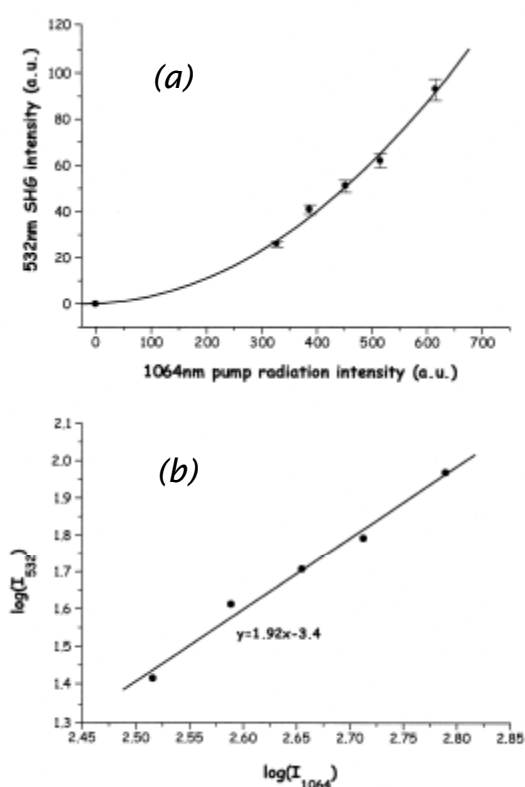 120
100
80
60
40
20
0
532nm SHG intensity (a.u.)
(a)
0 100 200 300 400 500 600 700
1064nm pump radiation intensity (a.u.)
2.1
2.0
1.9
1.8
1.7
1.6
1.5
1.4
1.3
log(I532)
(b)
y=1.92x-3.4
2.45 2.50 2.55 2.60 2.65 2.70 2.75 2.80 2.85
log(I1064)